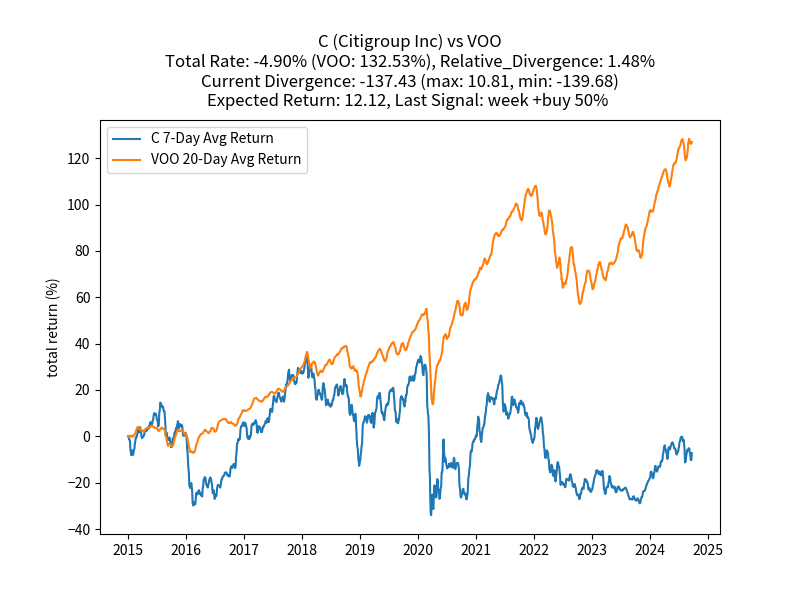 C (Citigroup Inc) vs VOO
Total Rate: -4.90% (VOO: 132.53%), Relative_Divergence: 1.48%
Current Divergence: -137.43 (max: 10.81, min: -139.68)
Expected Return: 12.12, Last Signal: week +buy 50%
C 7-Day Avg Return
VOO 20-Day Avg Return
total return (%)
120
100
80
60
40
20
0
−20
−40
2015 2016 2017 2018 2019 2020 2021 2022 2023 2024 2025